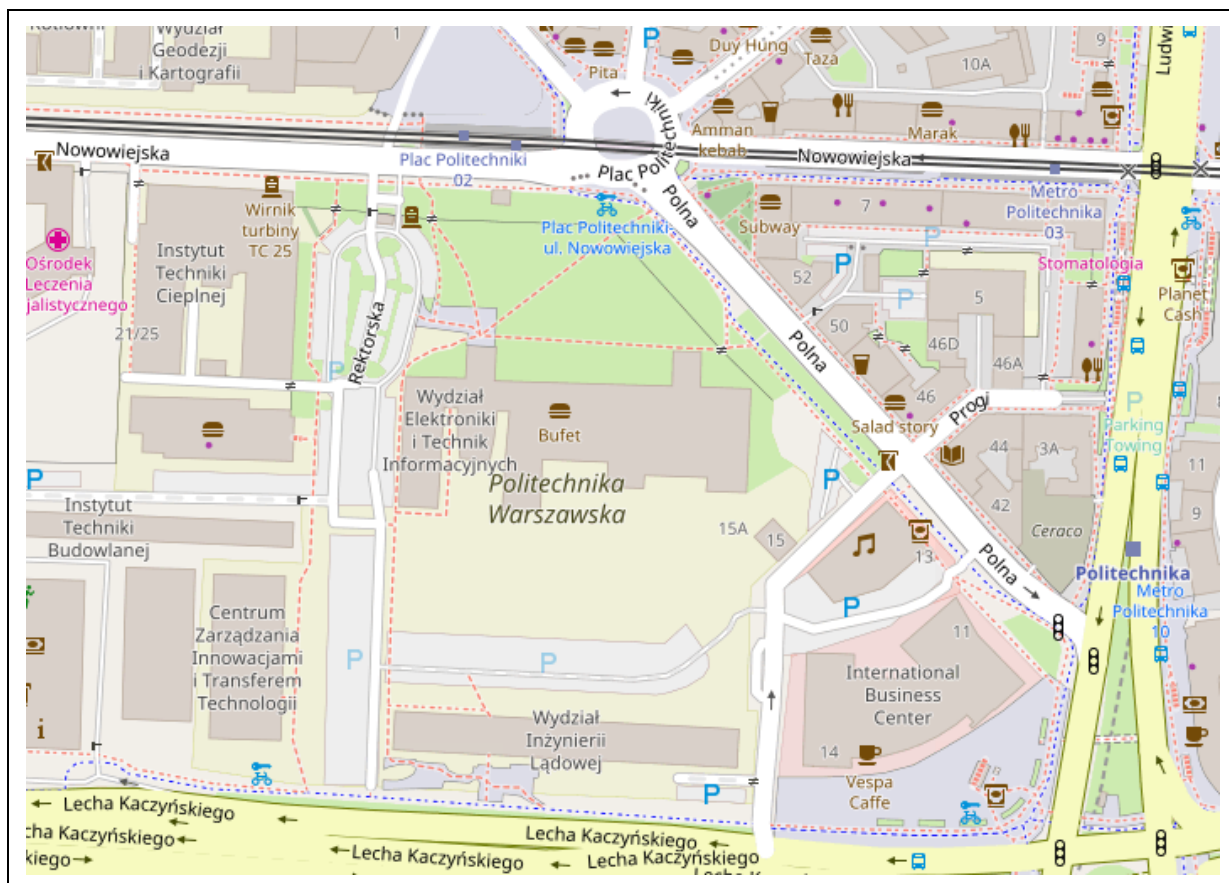 Wydział
Geodezji
i Kartografii
1
P
Pita
Duy Hung
Taza
9
10A
Ludwi
Nowowiejska
Plac Politechniki
02
Plac Politechniki
Amman
kebab
Marak
Nowowiejska
Metro
Politechnika
03
Polna
Wirnik
turbiny
TC 25
Plac Politechniki
ul. Nowowiejska
Subway
7
P
Ośrodek
Leczenia
jalistycznego
Instytut
Techniki
Cieplnej
21/25
Rektorska
P
52
P
P
5
Stomatologia
Planet
Cash
50
46D
46A
46
Polna
Progi
Salad story
P
Parking
Towing
Wydział
Elektroniki
i Technik
Informacyjnych
Bufet
Politechnika
Warszawska
44
3A
42
Ceraco
11
9
P
P
Instytut
Techniki
Budowlanej
15A
15
13
Polna
Politechnika
Metro
Politechnika
10
P
11
Centrum
Zarządzania
Innowacjami
i Transferem
Technologii
P
P
International
Business
Center
14
Vespa
Caffe
Wydział
Inżynierii
Lądowej
P
i
Lecha Kaczyńskiego
Lecha Kaczyńskiego
cha Kaczyńskiego
kiego
Lecha Kaczyńskiego
Lecha Kaczyńskiego